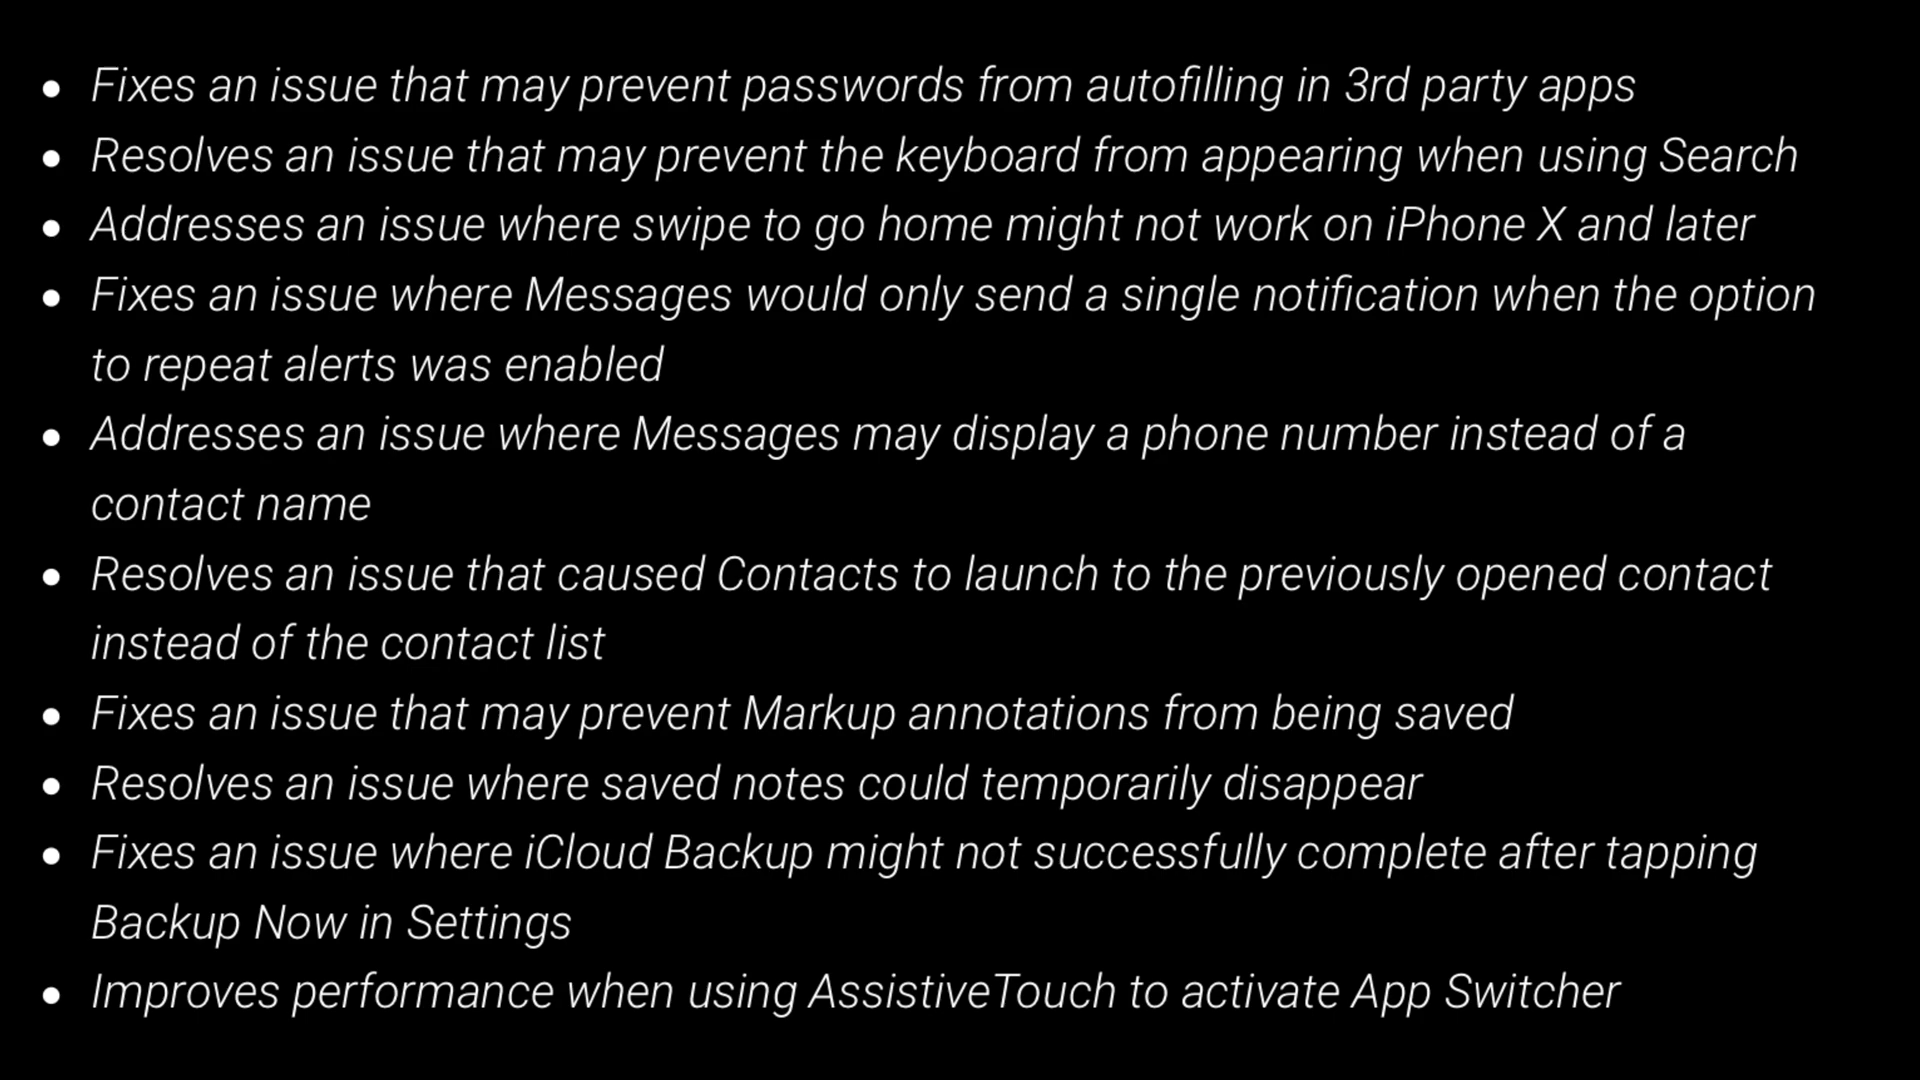 • Fixes an issue that may prevent passwords from autofilling in 3rd party apps
• Resolves an issue that may prevent the keyboard from appearing when using Search
• Addresses an issue where swipe to go home might not work on iPhone X and later
• Fixes an issue where Messages would only send a single notification when the option
to repeat alerts was enabled
• Addresses an issue where Messages may display a phone number instead of a
contact name
• Resolves an issue that caused Contacts to launch to the previously opened contact
instead of the contact list
• Fixes an issue that may prevent Markup annotations from being saved
• Resolves an issue where saved notes could temporarily disappear
• Fixes an issue where iCloud Backup might not successfully complete after tapping
Backup Now in Settings
• Improves performance when using AssistiveTouch to activate App Switcher